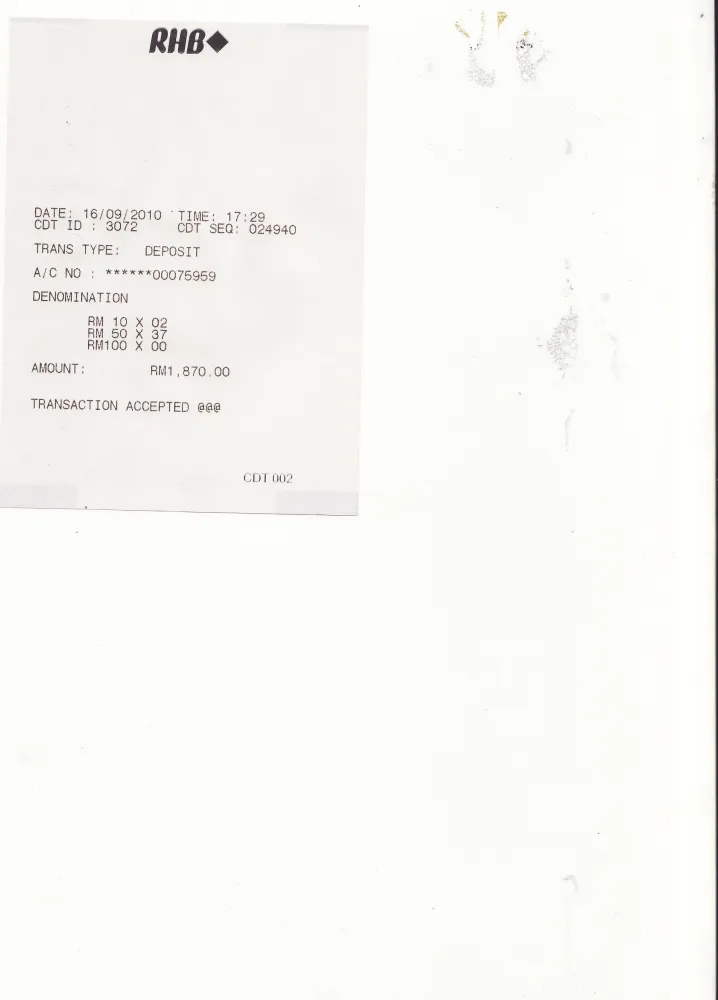 RHB
DATE: 16/09/2010 TIME: 17:29
CDT ID : 3072 CDT SEQ: 024940
TRANS TYPE: DEPOSIT
A/C NO : ******00075959
DENOMINATION
RM 10 X 02
RM 50 X 37
RM100 X 00
AMOUNT: RM1,870.00
TRANSACTION ACCEPTED @@@
CDT 002